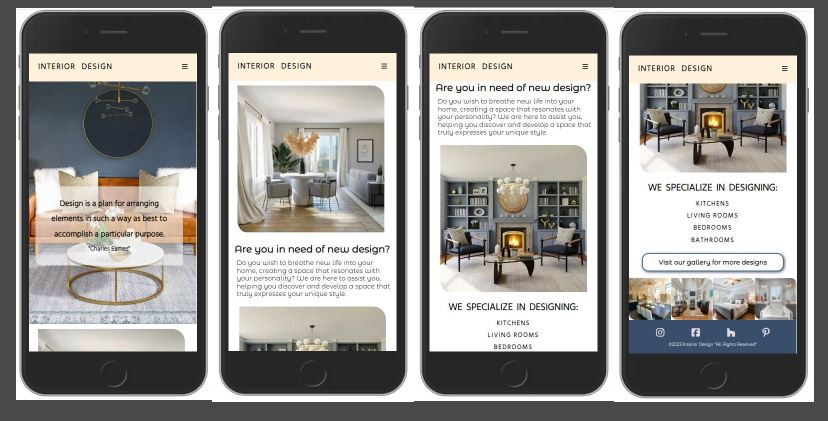 INTERIOR DESIGN
Design is a plan for arranging
elements in such a way as best to
accomplish a particular purpose.
"Charles Eames"
INTERIOR DESIGN
Are you in need of new design?
Do you wish to breathe new life into your
home, creating a space that resonates with
your personality? We are here to assist you,
helping you discover and develop a space that
truly expresses your unique style.
INTERIOR DESIGN
Are you in need of new design?
Do you wish to breathe new life into your
home, creating a space that resonates with
your personality? We are here to assist you,
helping you discover and develop a space that
truly expresses your unique style.
WE SPECIALIZE IN DESIGNING:
KITCHENS
LIVING ROOMS
BEDROOMS
INTERIOR DESIGN
WE SPECIALIZE IN DESIGNING:
KITCHENS
LIVING ROOMS
BEDROOMS
BATHROOMS
Visit our gallery for more designs
©2023 Interior Design "All Rights Reserved"